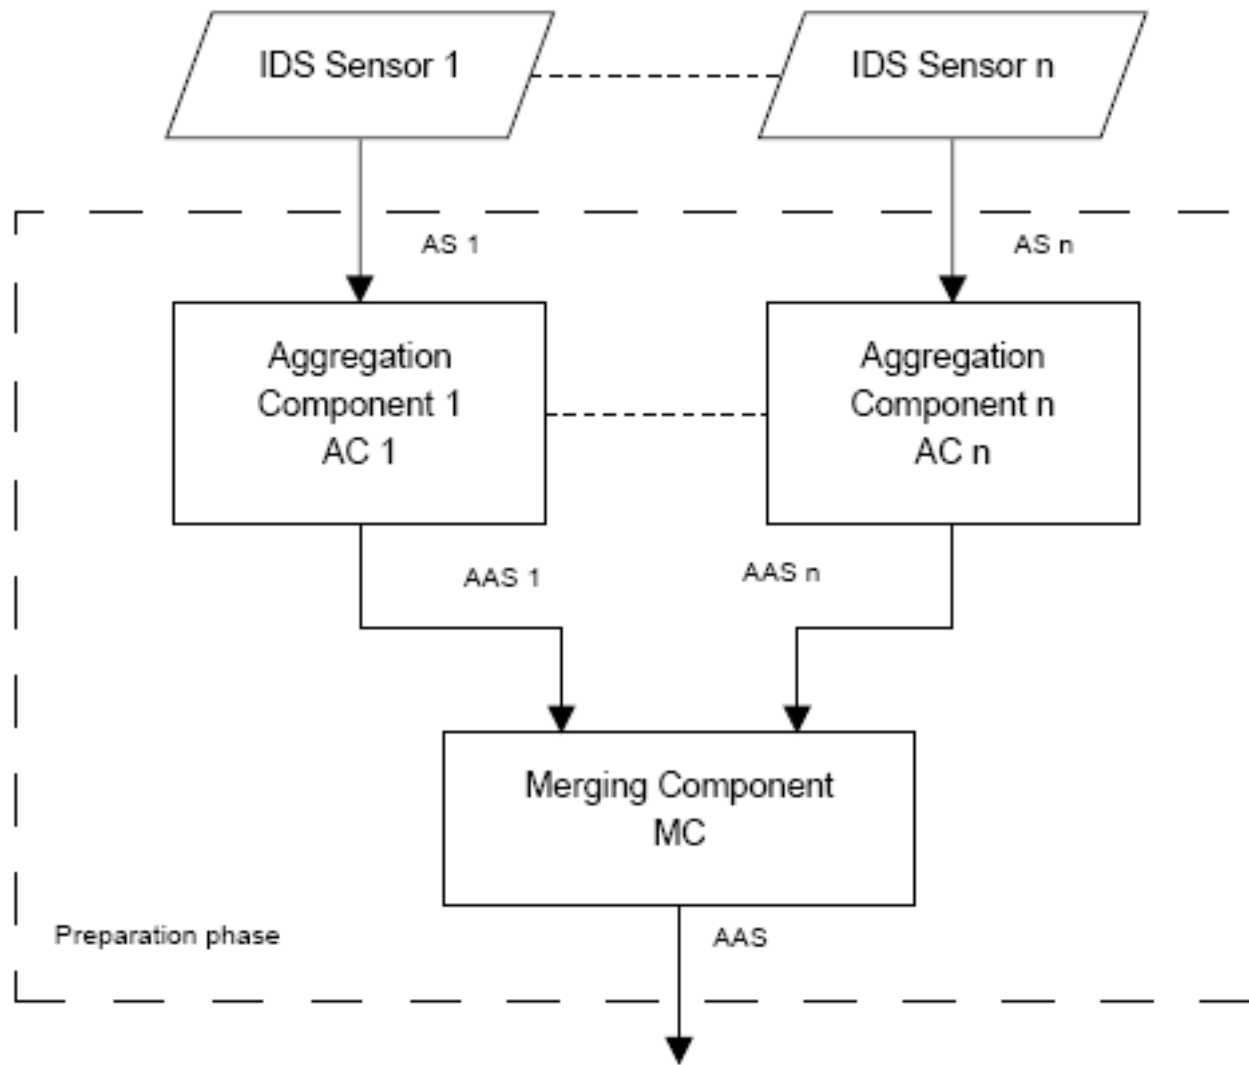 IDS Sensor 1
IDS Sensor n
AS 1
AS n
Aggregation
Component 1
AC 1
Aggregation
Component n
AC n
AAS 1
AAS n
Merging Component
MC
Preparation phase
AAS